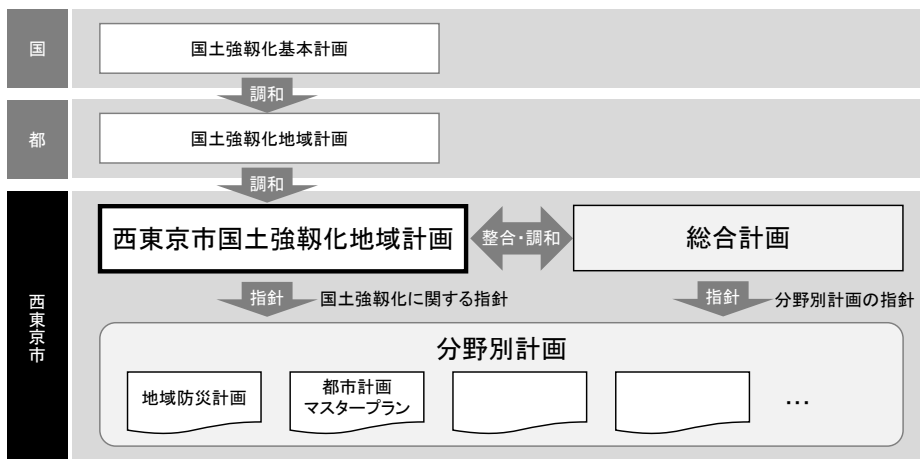 国
国土強靱化基本計画
調和
都
国土強靱化地域計画
調和
西東京市
西東京市国土強靱化地域計画
整合・調和
総合計画
指針
国土強靱化に関する指針
指針
分野別計画の指針
分野別計画
地域防災計画
都市計画
マスタープラン
…